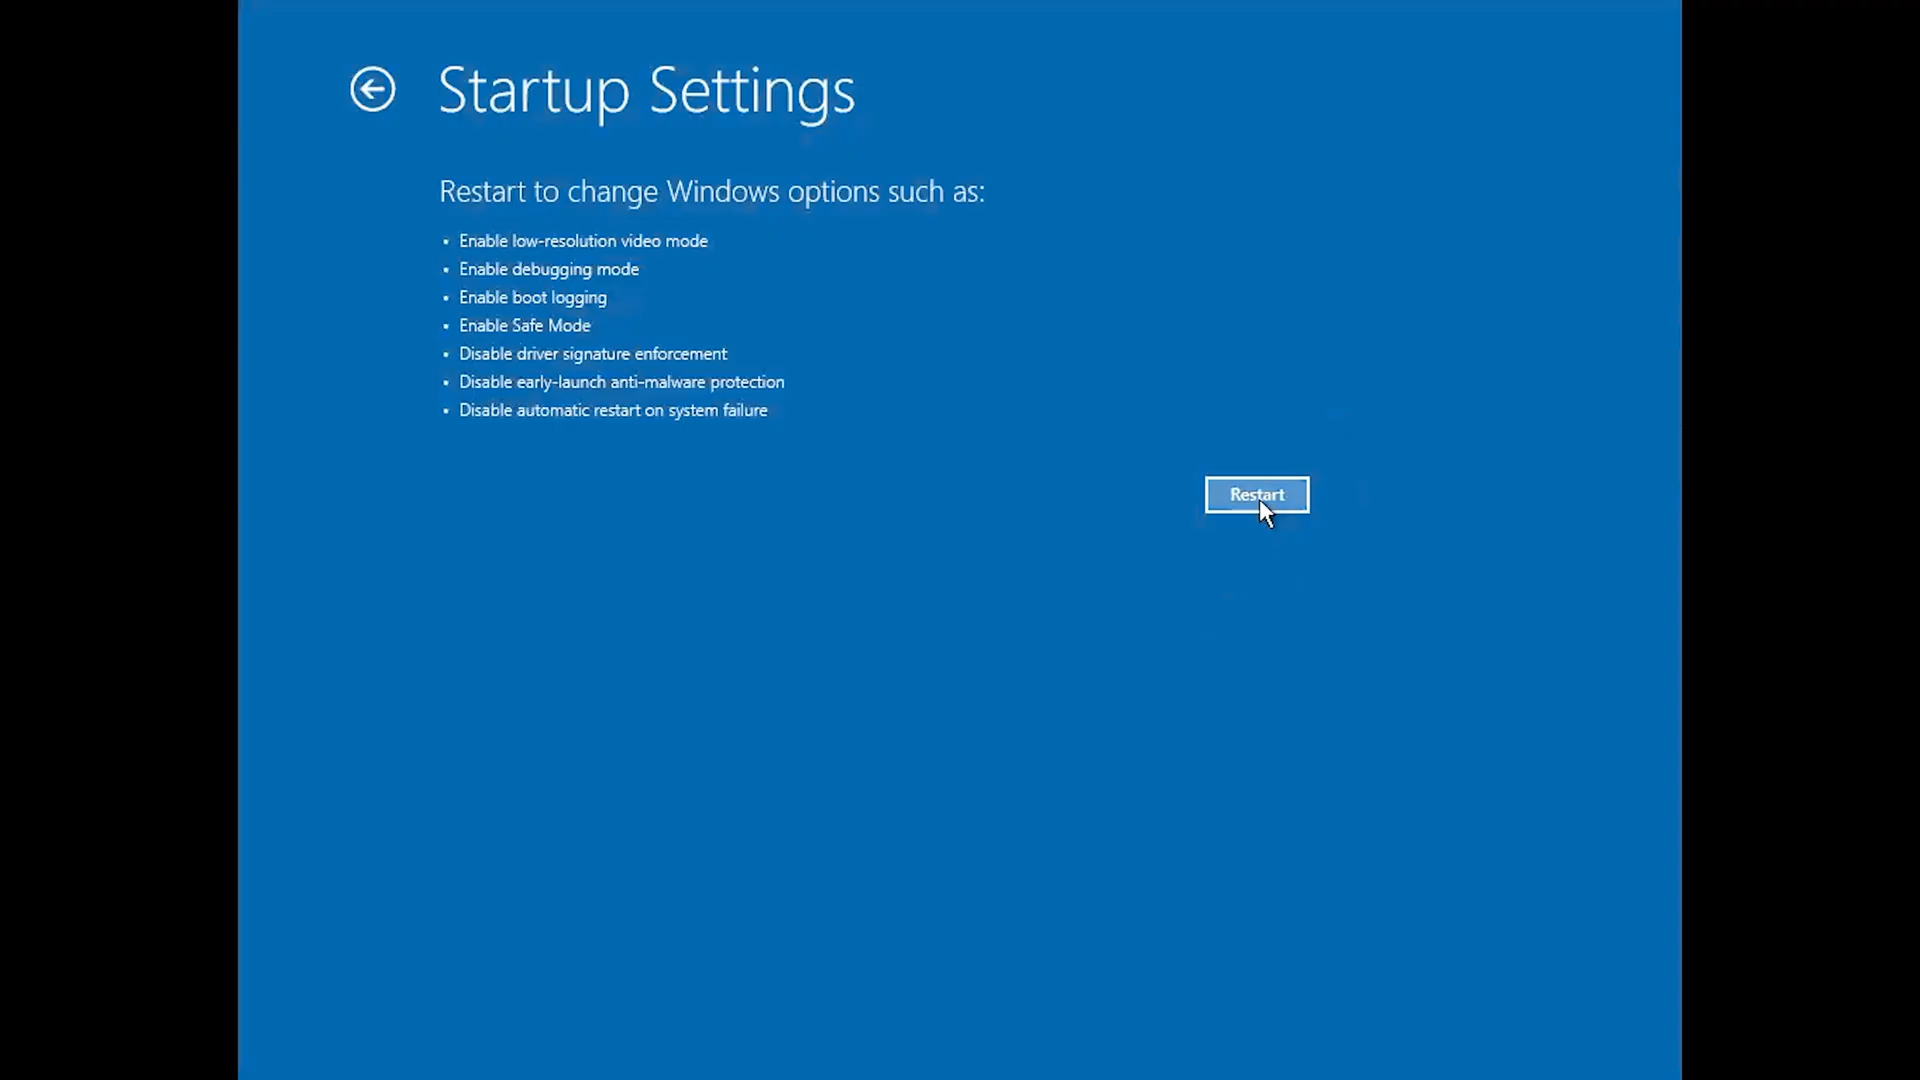 Startup Settings
Restart to change Windows options such as:
• Enable low-resolution video mode
• Enable debugging mode
• Enable boot logging
• Enable Safe Mode
• Disable driver signature enforcement
• Disable early-launch anti-malware protection
• Disable automatic restart on system failure
Restart